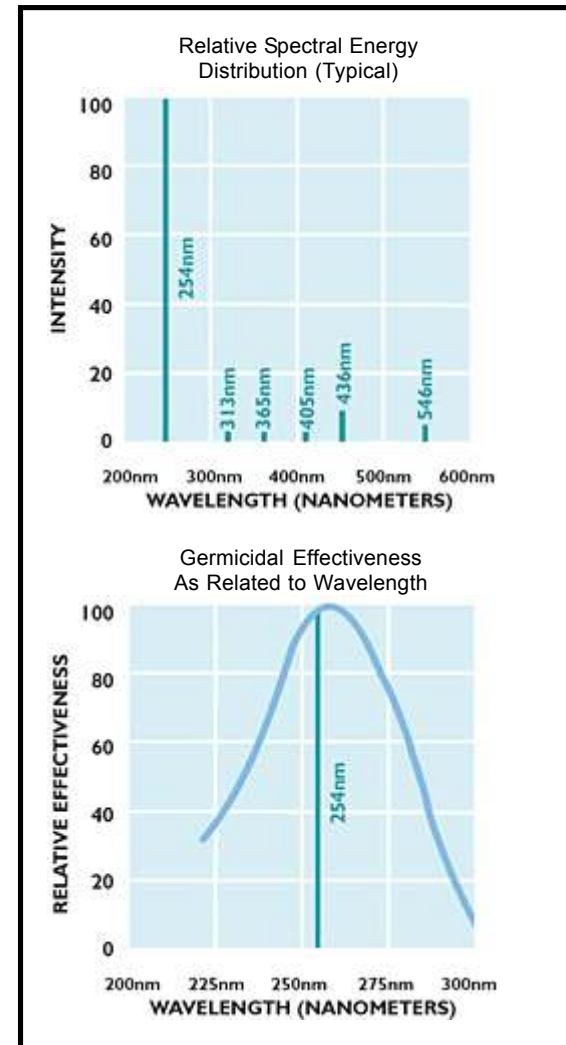 Relative Spectral Energy
Distribution (Typical)
100
80
60
40
20
0
INTENSITY
254nm
313nm
365nm
405nm
436nm
546nm
200nm 300nm 400nm 500nm 600nm
WAVELENGTH (NANOMETERS)
Germicidal Effectiveness
As Related to Wavelength
100
80
60
40
20
0
RELATIVE EFFECTIVENESS
254nm
200nm 225nm 250nm 275nm 300nm
WAVELENGTH (NANOMETERS)